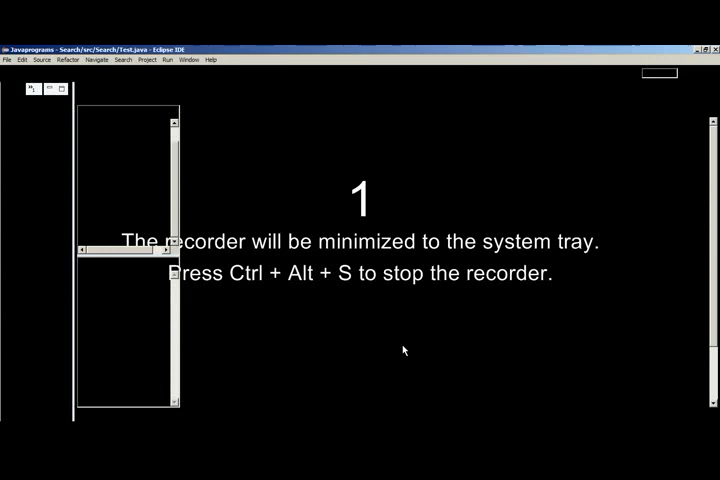 Javaprograms - Search/src/Search/Test.java - Eclipse IDE
File Edit Source Refactor Navigate Search Project Run Window Help
1
The recorder will be minimized to the system tray.
Press Ctrl + Alt + S to stop the recorder.